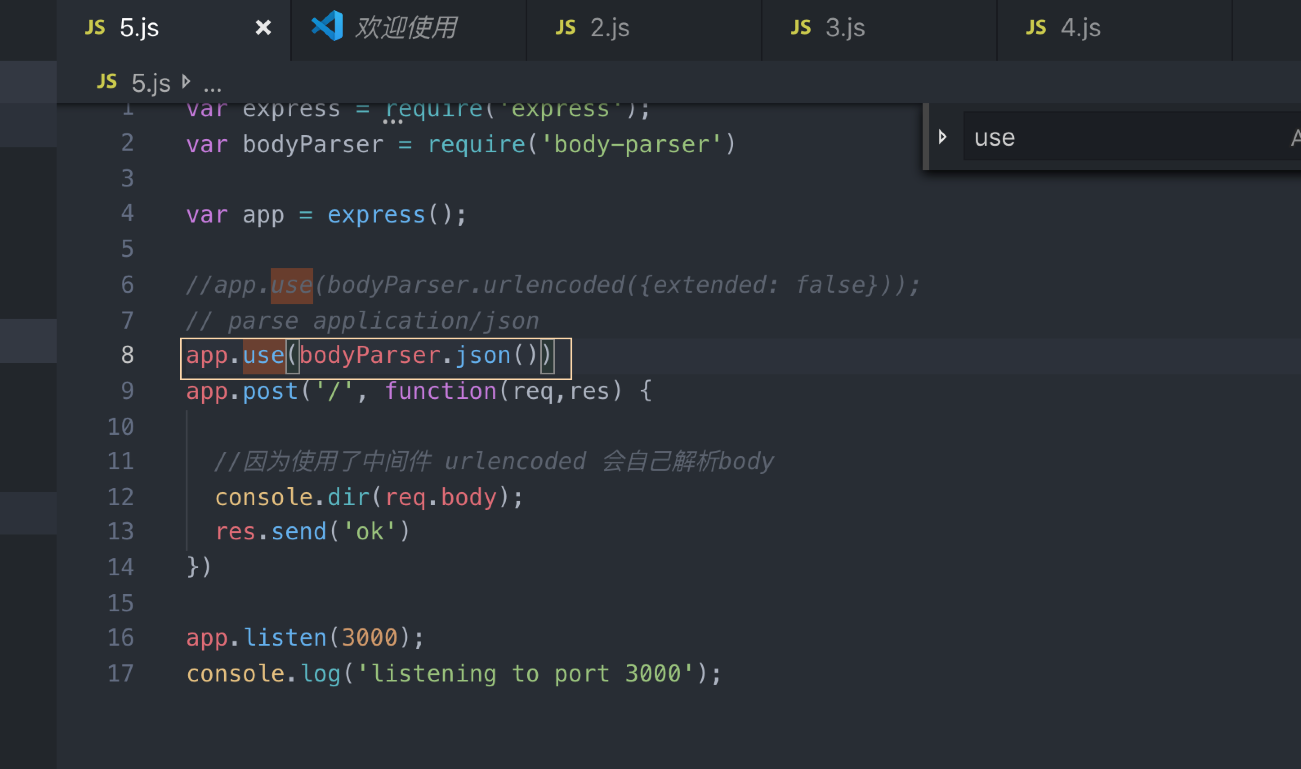 JS 5.js × 欢迎使用 JS 2.js JS 3.js JS 4.js
JS 5.js ...
use
1 var express = require('express');
2 var bodyParser = require('body-parser')
3
4 var app = express();
5
6 //app.use(bodyParser.urlencoded({extended: false}));
7 // parse application/json
8 app.use(bodyParser.json())
9 app.post('/', function(req,res) {
10
11 //因为使用了中间件 urlencoded 会自己解析body
12 console.dir(req.body);
13 res.send('ok')
14 })
15
16 app.listen(3000);
17 console.log('listening to port 3000');